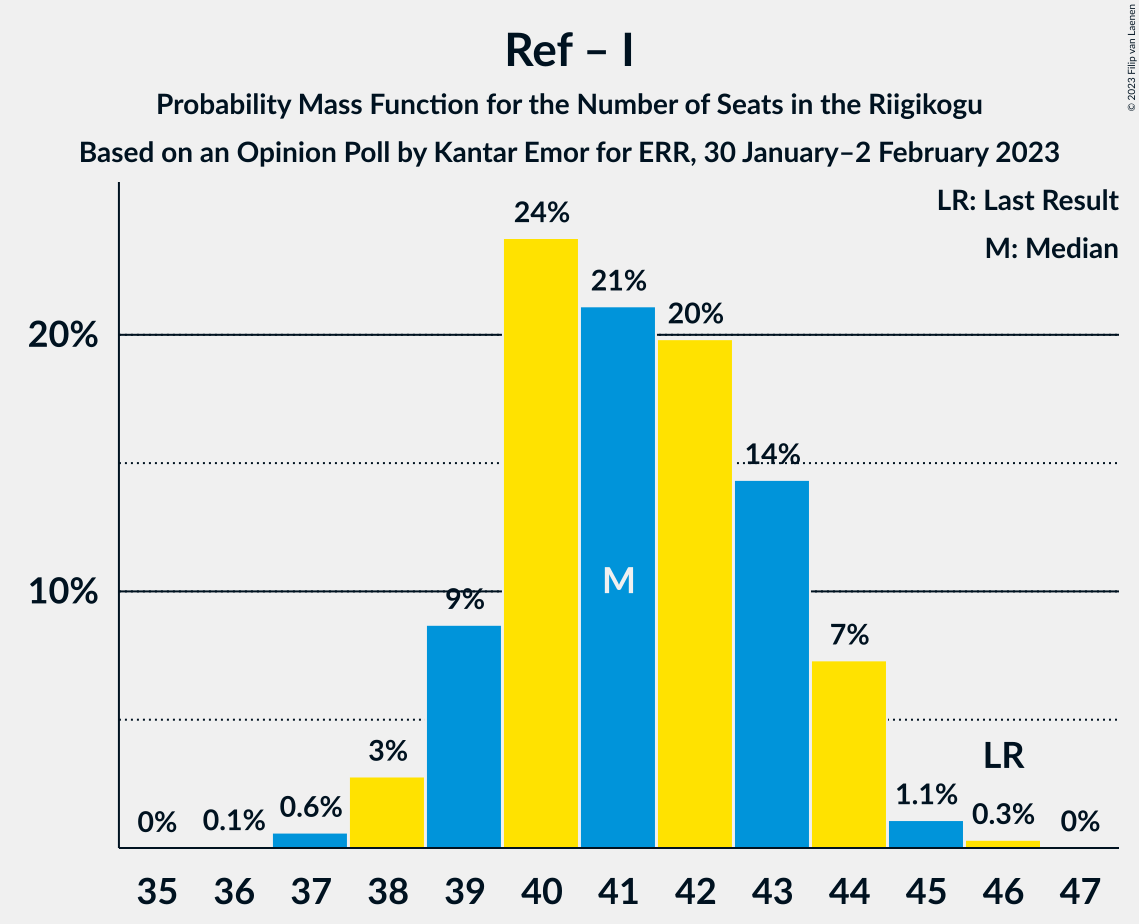 Ref – I
Probability Mass Function for the Number of Seats in the Riigikogu
Based on an Opinion Poll by Kantar Emor for ERR, 30 January–2 February 2023
© 2023 Filip van Laenen
LR: Last Result
M: Median
20%
10%
0%
0.1%
0.6%
3%
9%
24%
21%
20%
14%
7%
1.1%
0.3%
0%
M
LR
35 36 37 38 39 40 41 42 43 44 45 46 47